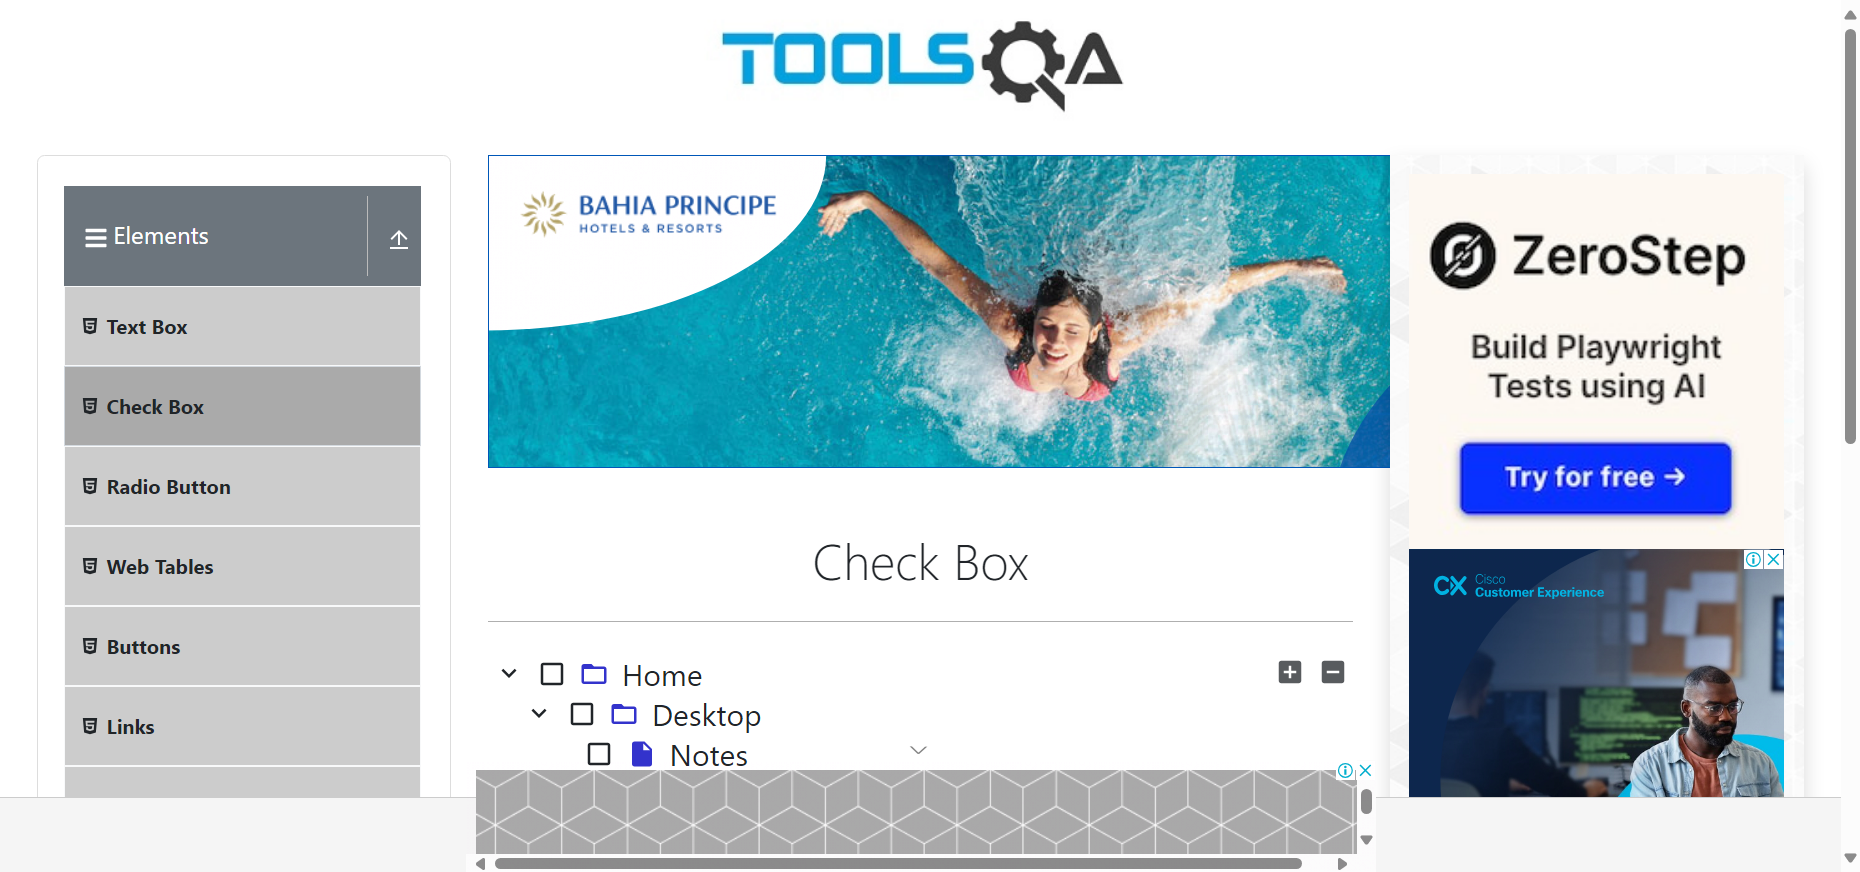 TOOLSQA
Elements
Text Box
Check Box
Radio Button
Web Tables
Buttons
Links
BAHIA PRINCIPE
HOTELS & RESORTS
Check Box
Home
Desktop
Notes
ZeroStep
Build Playwright
Tests using AI
Try for free →
CX Cisco
Customer Experience